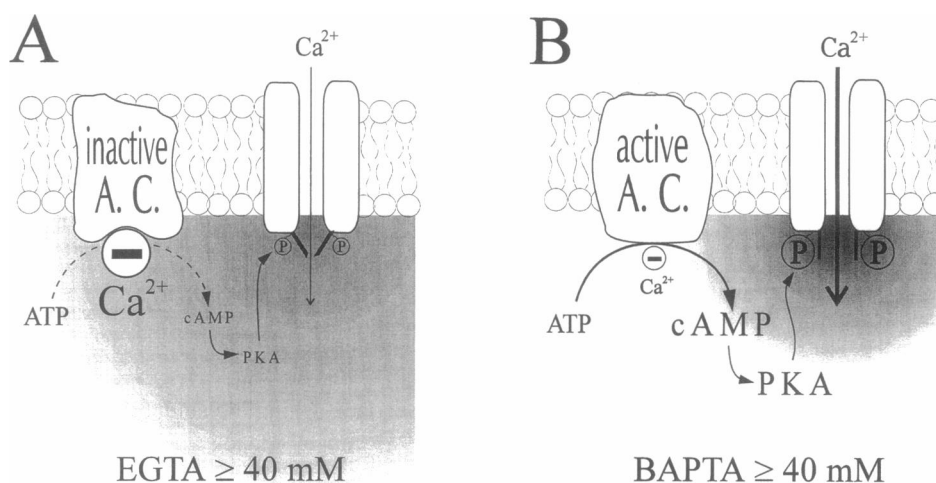 A
Ca²⁺
inactive
A. C.
P
P
Ca²⁺
ATP
cAMP
PKA
EGTA ≥ 40 mM
B
Ca²⁺
active
A. C.
P
P
Ca²⁺
ATP
cAMP
PKA
BAPTA ≥ 40 mM